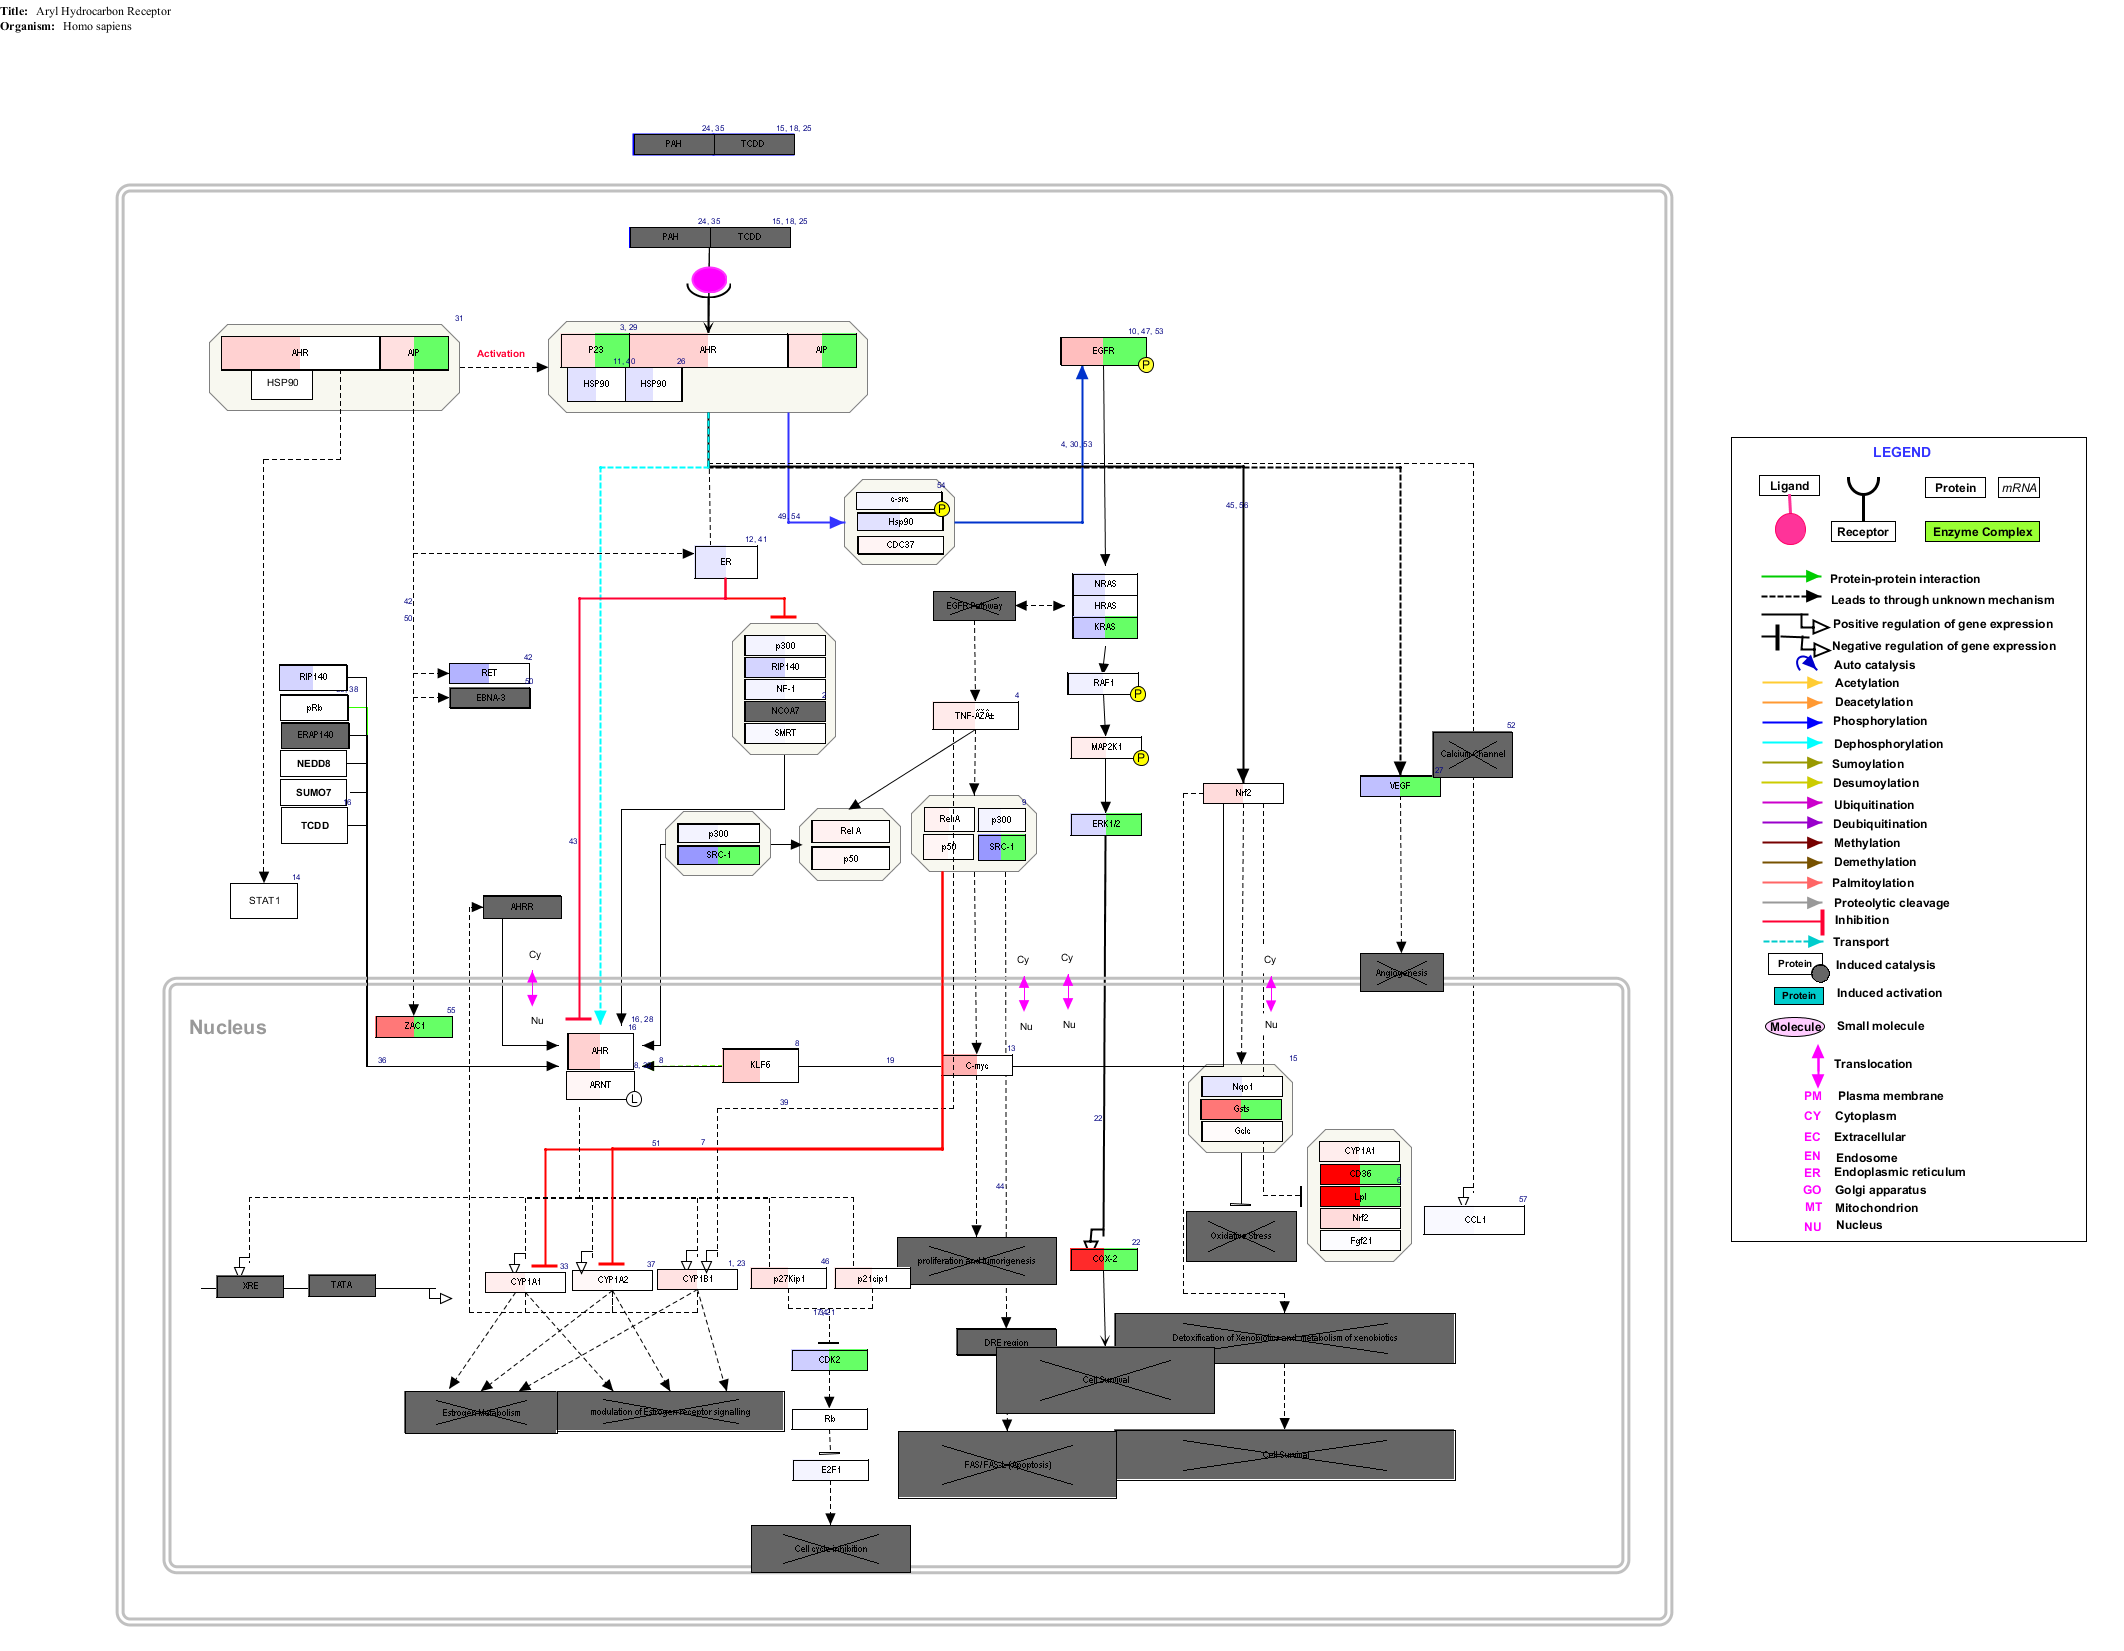 Title: Aryl Hydrocarbon Receptor
Organism: Homo sapiens
24, 35
15, 18, 25
PAH
TCDD
24, 35
15, 18, 25
PAH
TCDD
31
AHR
AIP
HSP90
Activation
3, 29
P23
AHR
AIP
11, 40
26
HSP90
HSP90
10, 47, 53
EGFR
P
4, 30, 53
49, 54
54
c-src
P
Hsp90
CDC37
45, 56
12, 41
ER
42
50
NRAS
HRAS
KRAS
EGFR Pathway
p300
RIP140
NF-1
2
NCOA7
SMRT
42
RET
50
EBNA-3
RIP140
38
pRb
ERAP140
NEDD8
SUMO7
16
TCDD
RAF1
P
4
TNF-ÃŽÂ±
MAP2K1
P
52
Calcium Channel
27
VEGF
Nrf2
ERK1/2
9
p300
SRC-1
Rel A
p50
RelA
p300
p50
SRC-1
43
14
STAT1
AHRR
Cy
Nu
Cy
Nu
Cy
Nu
Cy
Nu
Angiogenesis
Nucleus
55
ZAC1
16, 28
16
AHR
ARNT
L
36
8
8
KLF6
19
13
C-myc
15
Nqo1
Gsts
Gclc
39
22
51
7
44
CYP1A1
CD36
6
Lpl
Nrf2
Fgf21
57
CCL1
Oxidative Stress
22
COX-2
proliferation and tumorigenesis
XRE
TATA
33
CYP1A1
37
CYP1A2
1, 23
CYP1B1
46
p27Kip1
p21cip1
CDK2
Rb
E2F1
Cell cycle inhibition
DRE region
Cell Survival
Detoxification of Xenobiotics and metabolism of xenobiotics
Estrogen Metabolism
modulation of Estrogen receptor signalling
FAS/FAS-L (Apoptosis)
Cell Survival
LEGEND
Ligand
Receptor
Protein
mRNA
Enzyme Complex
Protein-protein interaction
Leads to through unknown mechanism
Positive regulation of gene expression
Negative regulation of gene expression
Auto catalysis
Acetylation
Deacetylation
Phosphorylation
Dephosphorylation
Sumoylation
Desumoylation
Ubiquitination
Deubiquitination
Methylation
Demethylation
Palmitoylation
Proteolytic cleavage
Inhibition
Transport
Protein
Induced catalysis
Protein
Induced activation
Molecule
Small molecule
Translocation
PM Plasma membrane
CY Cytoplasm
EC Extracellular
EN Endosome
ER Endoplasmic reticulum
GO Golgi apparatus
MT Mitochondrion
NU Nucleus